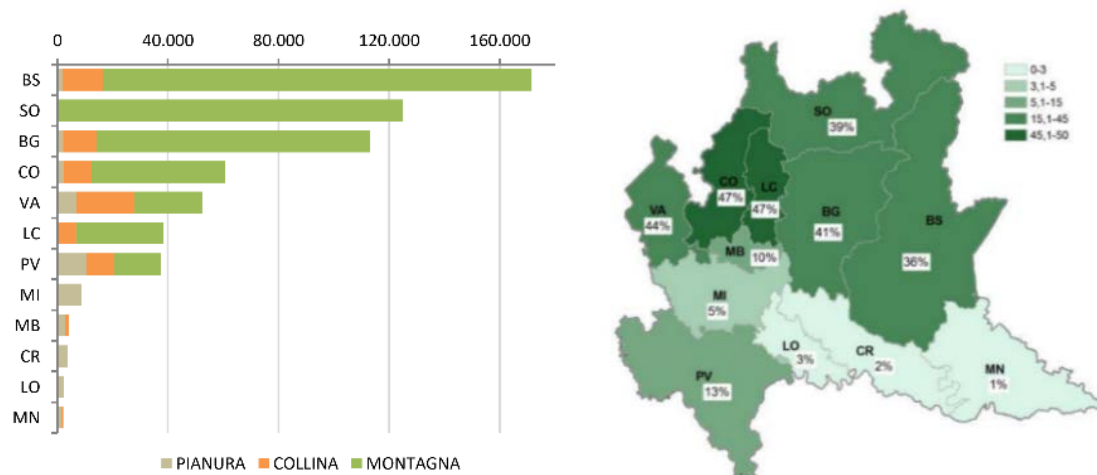 0 40.000 80.000 120.000 160.000
BS
SO
BG
CO
VA
LC
PV
MI
MB
CR
LO
MN
PIANURA COLLINA MONTAGNA
0-3
3,1-5
5,1-15
15,1-45
45,1-50
SO
39%
CO
47%
LC
47%
VA
44%
BG
41%
BS
36%
MB
10%
MI
5%
LO
3%
CR
2%
MN
1%
PV
13%